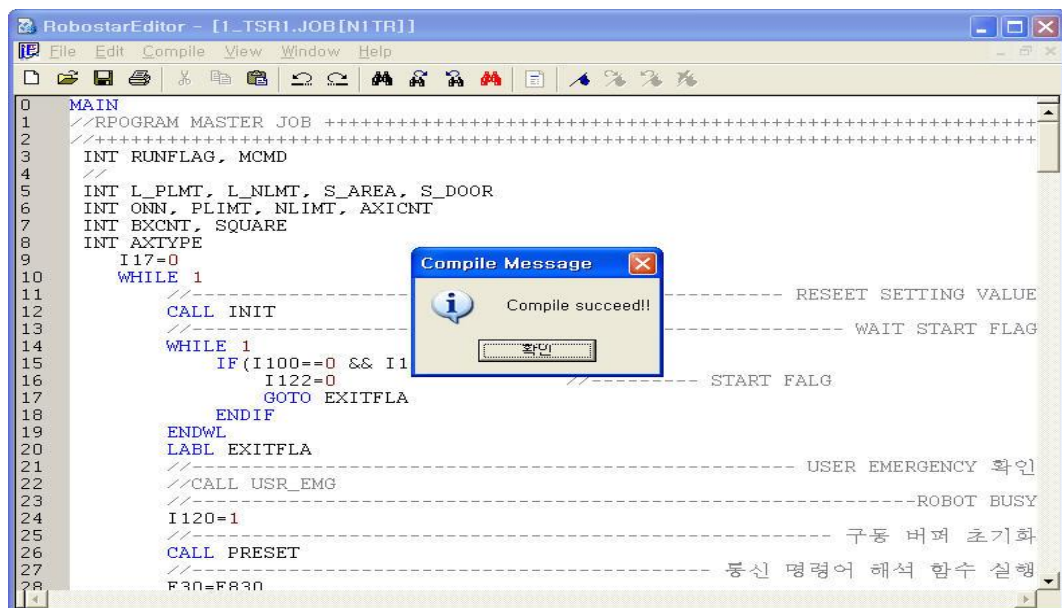 RobostarEditor - [1_TSR1.JOB[N1TR]]
File Edit Compile View Window Help
0 MAIN
1 //RPOGRAM MASTER JOB ++++++++++++++++++++++++++++++++++++++++++++++++++++++++++++++
2 //++++++++++++++++++++++++++++++++++++++++++++++++++++++++++++++++++++++++++++++++
3 INT RUNFLAG, MCMD
4 //
5 INT L_PLMT, L_NLMT, S_AREA, S_DOOR
6 INT ONN, PLIMT, NLIMT, AXICNT
7 INT BXCNT, SQUARE
8 INT AXTYPE
9 I17=0
10 WHILE 1
11 //---------------------------------------- RESEET SETTING VALUE
12 CALL INIT
13 //---------------------------------------- WAIT START FLAG
14 WHILE 1
15 IF(I100==0 && I1
16 I122=0 //--------- START FALG
17 GOTO EXITFLA
18 ENDIF
19 ENDWL
20 LABL EXITFLA
21 //---------------------------------------- USER EMERGENCY 확인
22 //CALL USR_EMG
23 //----------------------------------------ROBOT BUSY
24 I120=1
25 //---------------------------------------- 구동 버퍼 초기화
26 CALL PRESET
27 //---------------------------------------- 통신 명령어 해석 함수 실행
28 F30=F830
Compile Message
Compile succeed!!
확인